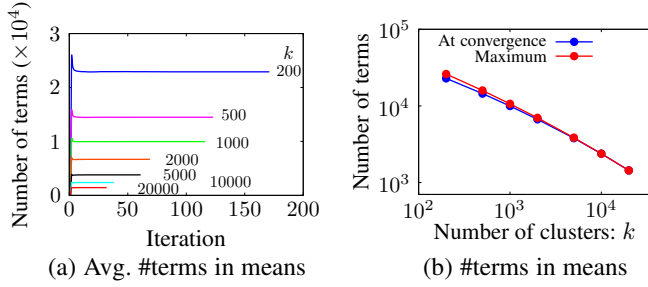 Number of terms (×10⁴)
3
2
1
0
k
200
500
1000
2000
5000
10000
20000
0 50 100 150 200
Iteration
(a) Avg. #terms in means
Number of terms
10⁵
10⁴
10³
At convergence
Maximum
10² 10³ 10⁴
Number of clusters: k
(b) #terms in means